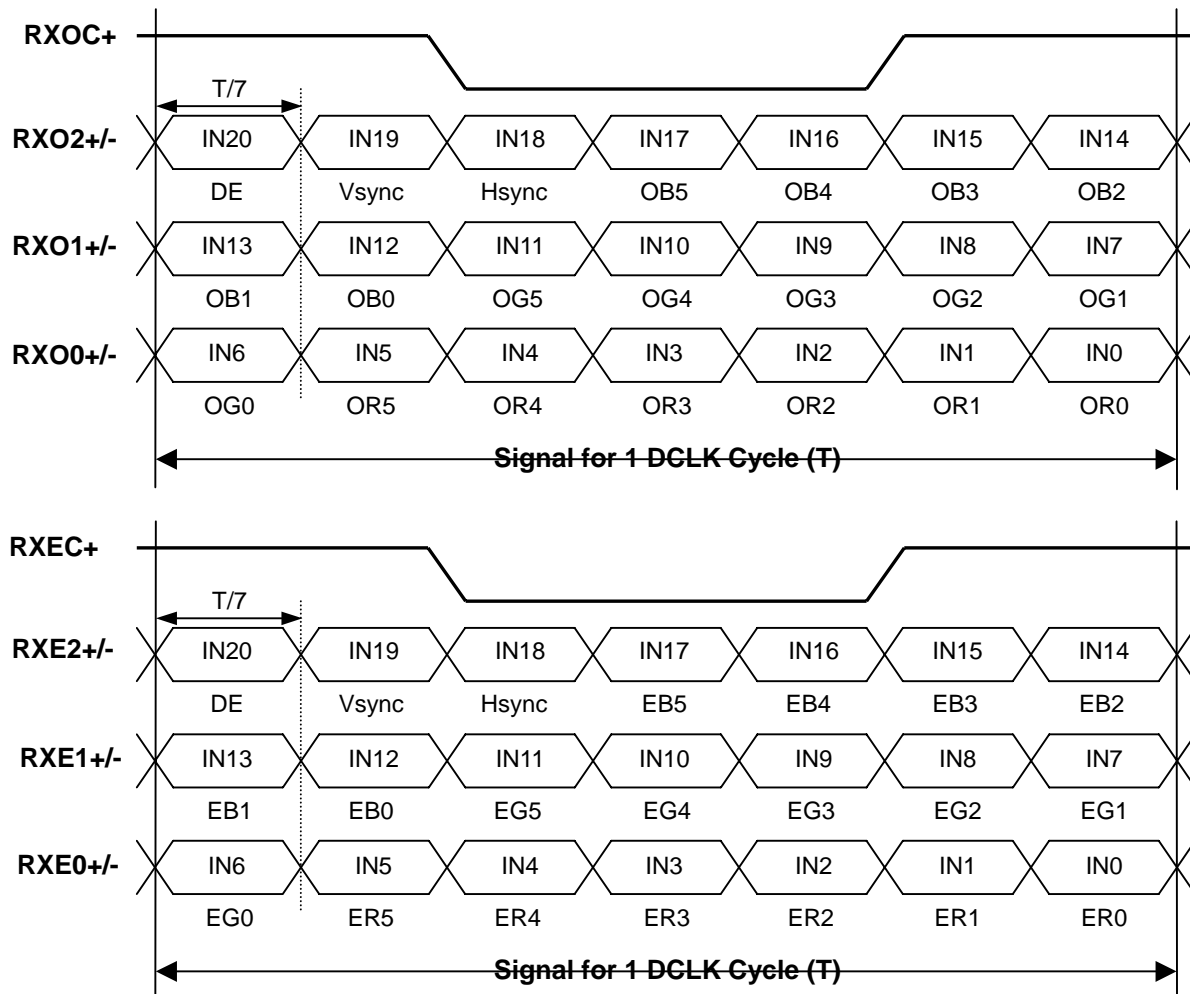 RXOC+
T/7
RXO2+/- IN20 IN19 IN18 IN17 IN16 IN15 IN14
DE Vsync Hsync OB5 OB4 OB3 OB2
RXO1+/- IN13 IN12 IN11 IN10 IN9 IN8 IN7
OB1 OB0 OG5 OG4 OG3 OG2 OG1
RXO0+/- IN6 IN5 IN4 IN3 IN2 IN1 IN0
OG0 OR5 OR4 OR3 OR2 OR1 OR0
Signal for 1 DCLK Cycle (T)
RXEC+
T/7
RXE2+/- IN20 IN19 IN18 IN17 IN16 IN15 IN14
DE Vsync Hsync EB5 EB4 EB3 EB2
RXE1+/- IN13 IN12 IN11 IN10 IN9 IN8 IN7
EB1 EB0 EG5 EG4 EG3 EG2 EG1
RXE0+/- IN6 IN5 IN4 IN3 IN2 IN1 IN0
EG0 ER5 ER4 ER3 ER2 ER1 ER0
Signal for 1 DCLK Cycle (T)